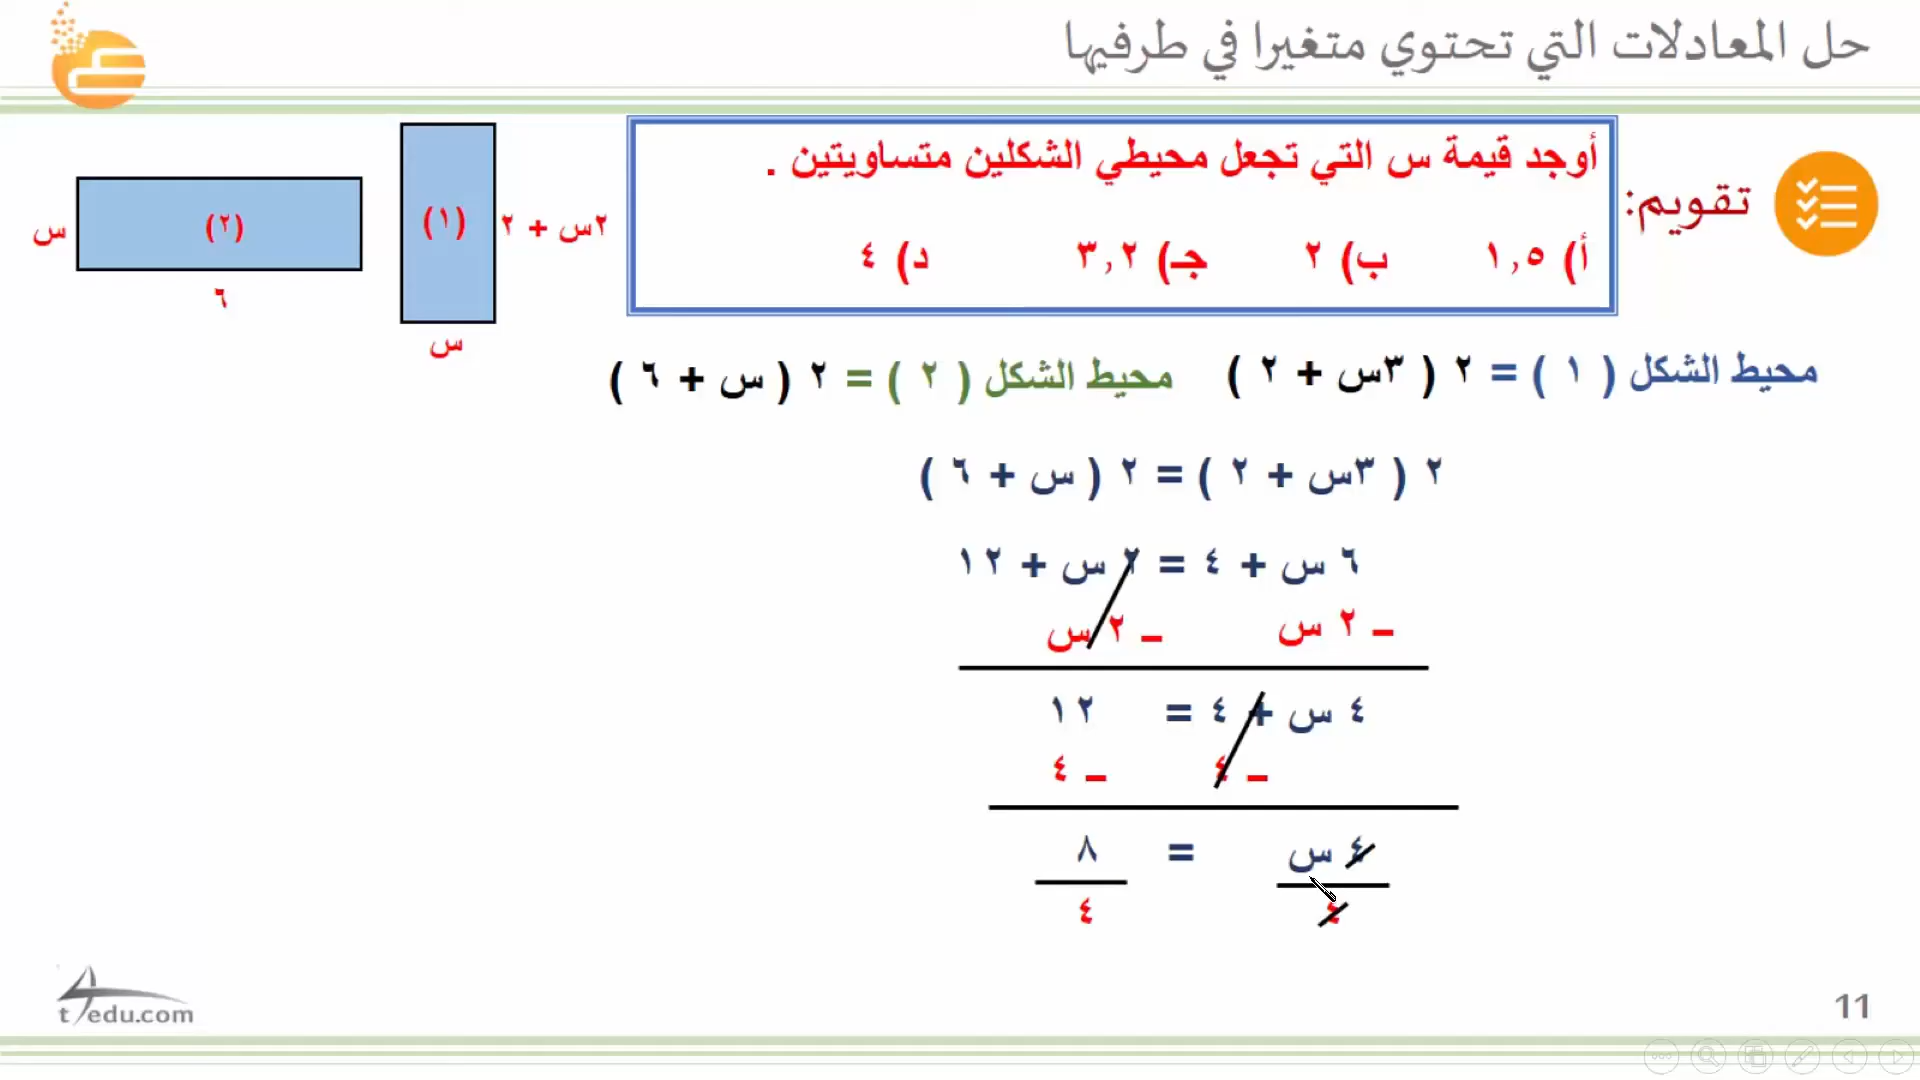 حل المعادلات التي تحتوي متغيرا في طرفيها
تقويم:
أوجد قيمة س التي تجعل محيطي الشكلين متساويتين .
أ) ١,٥ ب) ٢ جـ) ٣,٢ د) ٤
(١)
٢س + ٢
س
(٢)
س
٦
محيط الشكل ( ١ ) = ٢ ( ٣س + ٢ )
محيط الشكل ( ٢ ) = ٢ ( س + ٦ )
٢ ( ٣س + ٢ ) = ٢ ( س + ٦ )
٦ س + ٤ = ٢ س + ١٢
– ٢ س – ٢ س
٤ س + ٤ = ١٢
– ٤ – ٤
٤ س = ٨
٤ ٤
t4edu.com
11